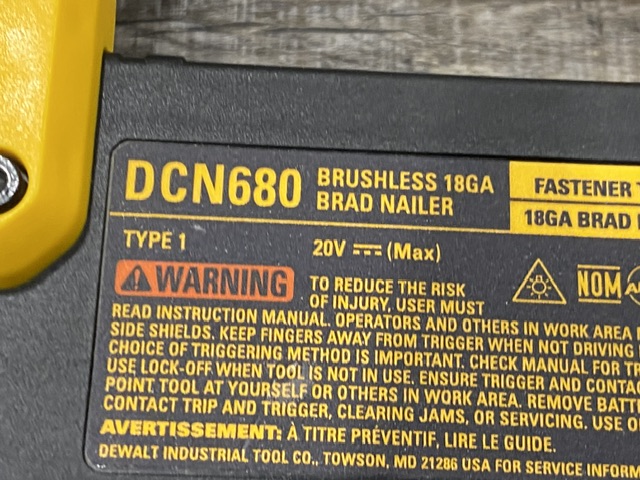 DCN680 BRUSHLESS 18GA
BRAD NAILER
FASTENER
18GA BRAD
TYPE 1
20V (Max)
WARNING
TO REDUCE THE RISK
OF INJURY, USER MUST
NOM
READ INSTRUCTION MANUAL. OPERATORS AND OTHERS IN WORK AREA
SIDE SHIELDS. KEEP FINGERS AWAY FROM TRIGGER WHEN NOT DRIVING
CHOICE OF TRIGGERING METHOD IS IMPORTANT. CHECK MANUAL FOR
USE LOCK-OFF WHEN TOOL IS NOT IN USE. ENSURE TRIGGER AND
POINT TOOL AT YOURSELF OR OTHERS IN WORK AREA. REMOVE
CONTACT TRIP AND TRIGGER, CLEARING JAMS, OR SERVICING. USE
AVERTISSEMENT: À TITRE PRÉVENTIF, LIRE LE GUIDE.
DEWALT INDUSTRIAL TOOL CO., TOWSON, MD 21286 USA FOR SERVICE